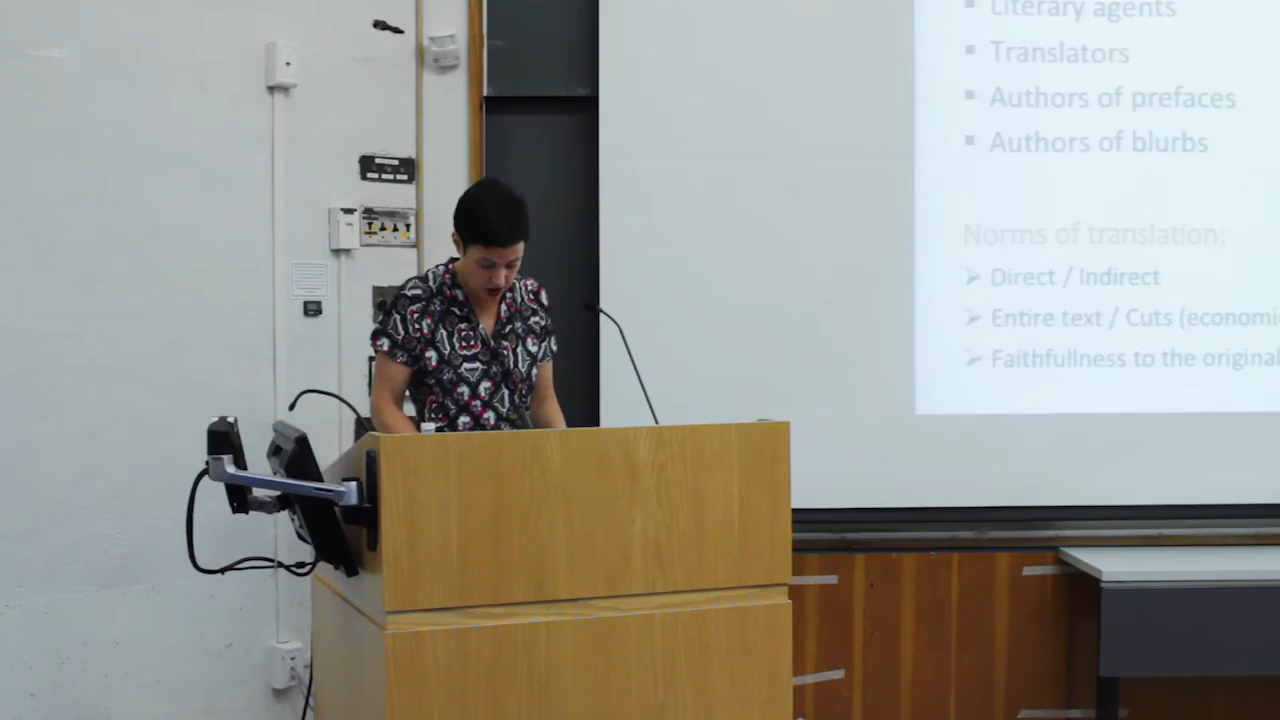 Literary agents
Translators
Authors of prefaces
Authors of blurbs
Norms of translation:
Direct / Indirect
Entire text / Cuts (economi
Faithfullness to the original